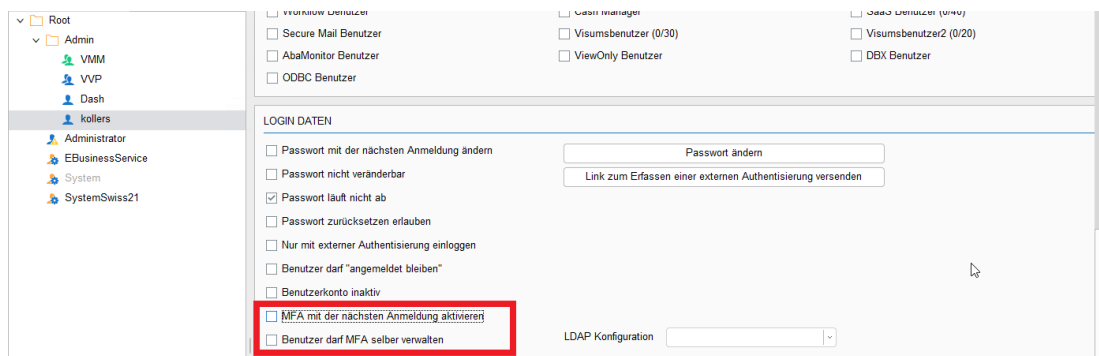 Root
Admin
VMM
VVP
Dash
kollers
Administrator
EBusinessService
System
SystemSwiss21
Workflow Benutzer
Cash Manager
SaaS Benutzer (0/40)
Secure Mail Benutzer
Visumsbenutzer (0/30)
Visumsbenutzer2 (0/20)
AbaMonitor Benutzer
ViewOnly Benutzer
DBX Benutzer
ODBC Benutzer
LOGIN DATEN
Passwort mit der nächsten Anmeldung ändern
Passwort ändern
Passwort nicht veränderbar
Link zum Erfassen einer externen Authentisierung versenden
Passwort läuft nicht ab
Passwort zurücksetzen erlauben
Nur mit externer Authentisierung einloggen
Benutzer darf "angemeldet bleiben"
Benutzerkonto inaktiv
MFA mit der nächsten Anmeldung aktivieren
Benutzer darf MFA selber verwalten
LDAP Konfiguration